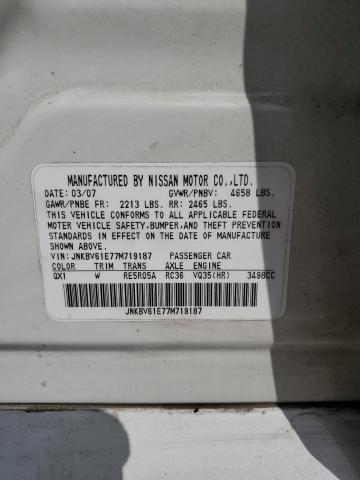 MANUFACTURED BY NISSAN MOTOR CO.,LTD.
DATE: 03/07 GVWR/PNBV: 4658 LBS.
GAWR/PNBE FR: 2213 LBS. RR: 2465 LBS.
THIS VEHICLE CONFORMS TO ALL APPLICABLE FEDERAL
MOTOR VEHICLE SAFETY,BUMPER,AND THEFT PREVENTION
STANDARDS IN EFFECT ON THE DATE OF MANUFACTURE
SHOWN ABOVE.
VIN: JNKBV61E77M719187 PASSENGER CAR
COLOR TRIM TRANS AXLE ENGINE
QX1 W RE5R05A RC36 VQ35(HR) 3498CC
JNKBV61E77M719187